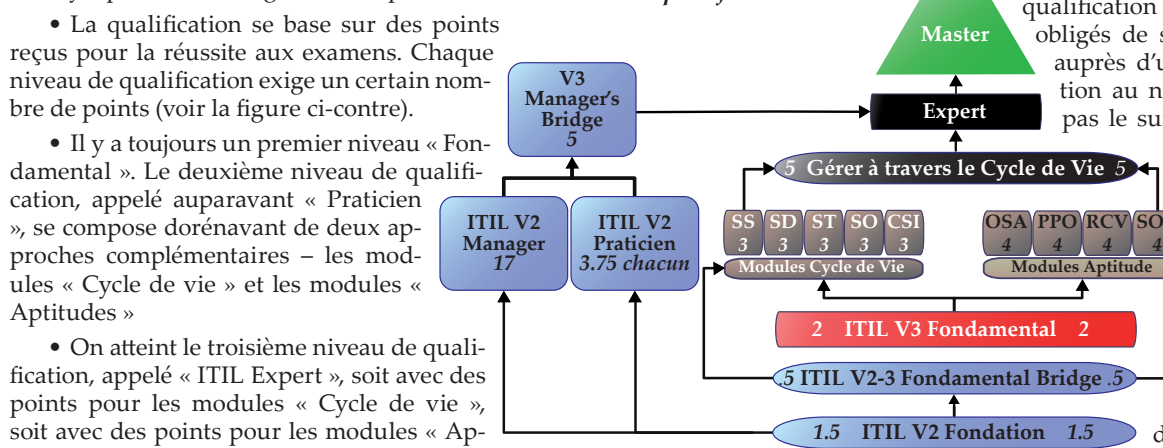 • La qualification se base sur des points
reçus pour la réussite aux examens. Chaque
niveau de qualification exige un certain nom-
bre de points (voir la figure ci-contre).
• Il y a toujours un premier niveau « Fon-
damental ». Le deuxième niveau de qualifi-
cation, appelé auparavant « Praticien
», se compose dorénavant de deux ap-
proches complémentaires – les mod-
ules « Cycle de vie » et les modules «
Aptitudes »
• On atteint le troisième niveau de quali-
fication, appelé « ITIL Expert », soit avec des
points pour les modules « Cycle de vie »,
soit avec des points pour les modules « Ap-
V3
Manager's
Bridge
5
ITIL V2
Manager
17
ITIL V2
Praticien
3.75 chacun
Master
Expert
5 Gérer à travers le Cycle de Vie 5
SS SD ST SO CSI
3 3 3 3 3
Modules Cycle de Vie
OSA PPO RCV SO
4 4 4 4
Modules Aptitude
2 ITIL V3 Fondamental 2
.5 ITIL V2-3 Fondamental Bridge .5
1.5 ITIL V2 Fondation 1.5
qualification
obligés de s
auprès d'u
tion au n
pas le su
d